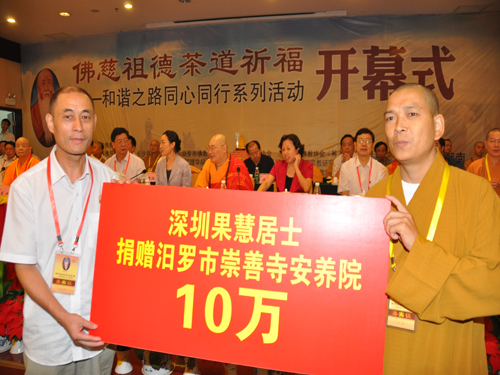 佛慈祖德茶道祈福 开幕式
—和谐之路同心同行系列活动
深圳果慧居士
捐赠汨罗市崇善寺安养院
10万